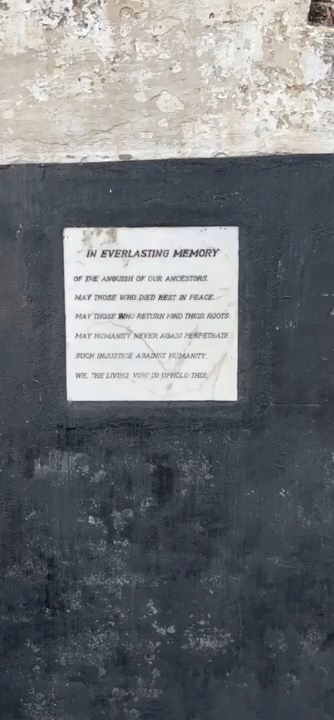 IN EVERLASTING MEMORY
OF THE ANGUISH OF OUR ANCESTORS.
MAY THOSE WHO DIED REST IN PEACE.
MAY THOSE WHO RETURN FIND THEIR ROOTS.
MAY HUMANITY NEVER AGAIN PERPETRATE
SUCH INJUSTICE AGAINST HUMANITY.
WE, THE LIVING, VOW TO UPHOLD THIS.